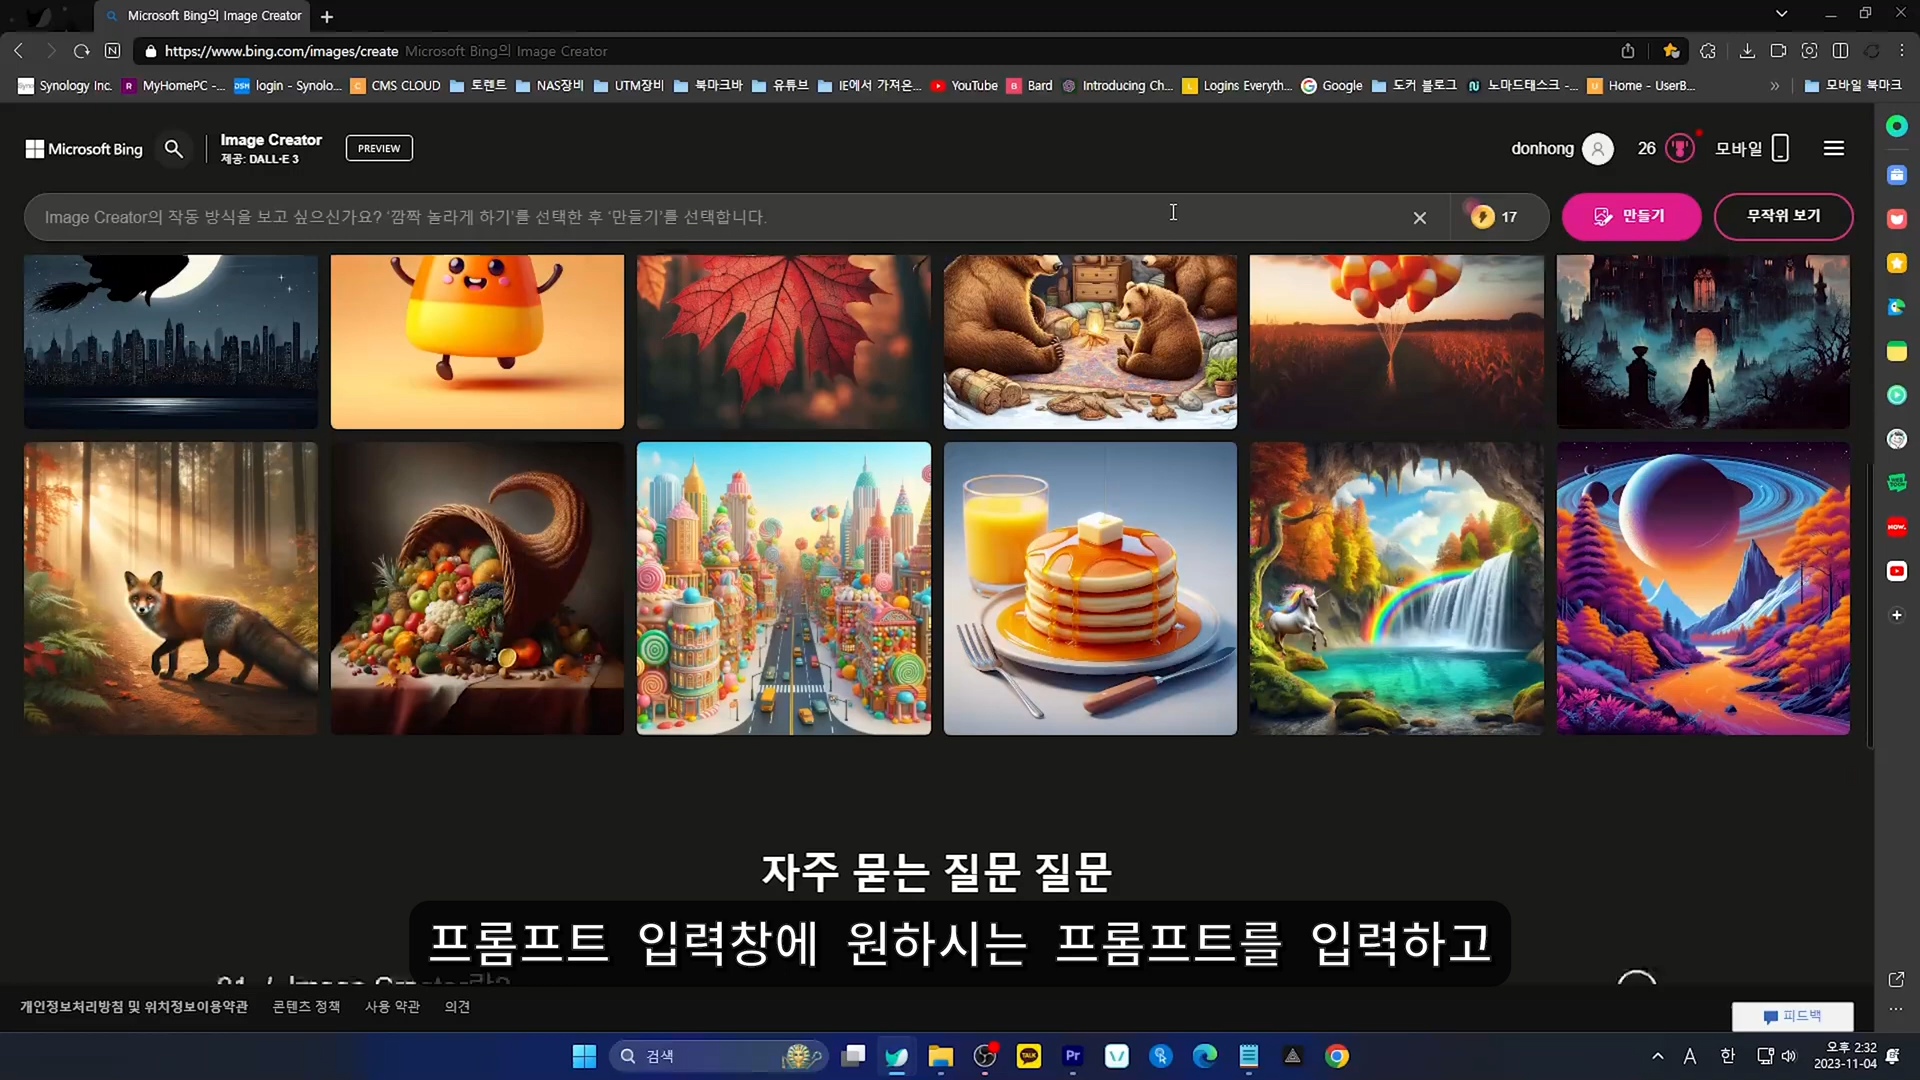 Microsoft Bing의 Image Creator
https://www.bing.com/images/create Microsoft Bing의 Image Creator
Synology Inc. MyHomePC -... login - Synolo... CMS CLOUD 토렌트 NAS장비 UTM장비 북마크바 유튜브 IE에서 가져온... YouTube Bard Introducing Ch... Logins Everyth... Google 도커 블로그 노마드태스크 -... Home - UserB... » 모바일 북마크
Microsoft Bing
Image Creator
제공: DALL·E 3
PREVIEW
donhong
26
모바일
Image Creator의 작동 방식을 보고 싶으신가요? '깜짝 놀라게 하기'를 선택한 후 '만들기'를 선택합니다.
17
만들기
무작위 보기
자주 묻는 질문 질문
프롬프트 입력창에 원하시는 프롬프트를 입력하고
개인정보처리방침 및 위치정보이용약관 콘텐츠 정책 사용 약관 의견
피드백
검색
TALK
Pr
A 한
오후 2:32
2023-11-04